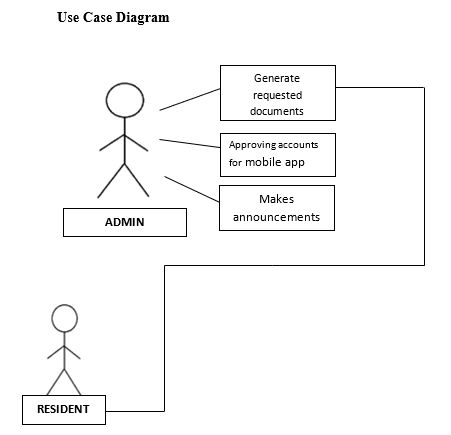 Use Case Diagram
Generate
requested
documents
Approving accounts
for mobile app
Makes
announcements
ADMIN
RESIDENT